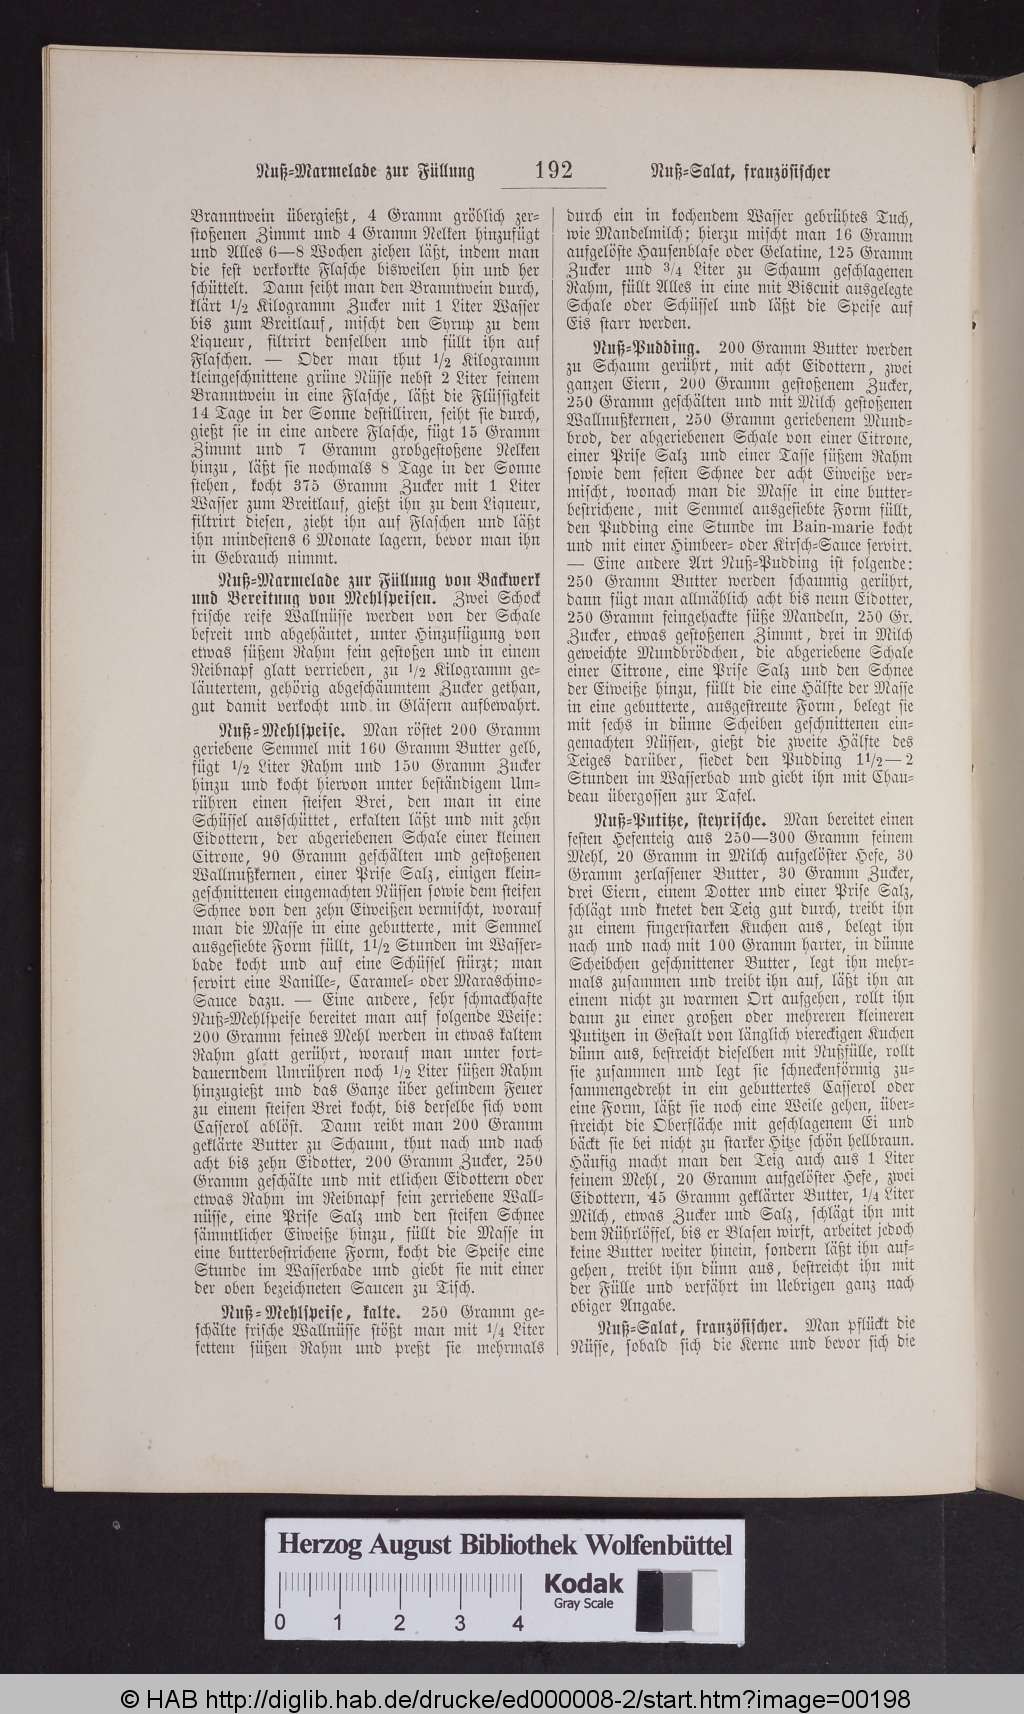 Nuß-Marmelade zur Füllung 192 Nuß-Salat, französischer
Branntwein übergießt, 4 Gramm gröblich zer-
stoßenen Zimmt und 4 Gramm Nelken hinzufügt
und Alles 6—8 Wochen ziehen läßt, indem man
die fest verkorkte Flasche bisweilen hin und her
schüttelt. Dann seiht man den Branntwein durch,
klärt 1/2 Kilogramm Zucker mit 1 Liter Wasser
bis zum Breitlauf, mischt den Syrup zu dem
Liqueur, filtrirt denselben und füllt ihn auf
Flaschen. — Oder man thut 1/2 Kilogramm
kleingeschnittene grüne Nüsse nebst 2 Liter feinem
Branntwein in eine Flasche, läßt die Flüssigkeit
14 Tage in der Sonne destilliren, seiht sie durch,
gießt sie in eine andere Flasche, fügt 15 Gramm
Zimmt und 7 Gramm grobgestoßene Nelken
hinzu, läßt sie nochmals 8 Tage in der Sonne
stehen, kocht 375 Gramm Zucker mit 1 Liter
Wasser zum Breitlauf, gießt ihn zu dem Liqueur,
filtrirt diesen, zieht ihn auf Flaschen und läßt
ihn mindestens 6 Monate lagern, bevor man ihn
in Gebrauch nimmt.
Nuß-Marmelade zur Füllung von Backwerk
und Bereitung von Mehlspeisen. Zwei Schock
frische reife Wallnüsse werden von der Schale
befreit und abgehäutet, unter Hinzufügung von
etwas süßem Rahm fein gestoßen und in einem
Reibnapf glatt verrieben, zu 1/2 Kilogramm ge-
läutertem, gehörig abgeschäumtem Zucker gethan,
gut damit verkocht und in Gläsern aufbewahrt.
Nuß-Mehlspeise. Man röstet 200 Gramm
geriebene Semmel mit 160 Gramm Butter gelb,
fügt 1/2 Liter Rahm und 150 Gramm Zucker
hinzu und kocht hiervon unter beständigem Um-
rühren einen steifen Brei, den man in eine
Schüssel ausschüttet, erkalten läßt und mit zehn
Eidottern, der abgeriebenen Schale einer kleinen
Citrone, 90 Gramm geschälten und gestoßenen
Wallnußkernen, einer Prise Salz, einigen klein-
geschnittenen eingemachten Nüssen sowie dem steifen
Schnee von den zehn Eiweißen vermischt, worauf
man die Masse in eine gebutterte, mit Semmel
ausgesiebte Form füllt, 1 1/2 Stunden im Wasser-
bade kocht und auf eine Schüssel stürzt; man
servirt eine Vanille-, Caramel- oder Maraschino-
Sauce dazu. — Eine andere, sehr schmackhafte
Nuß-Mehlspeise bereitet man auf folgende Weise:
200 Gramm feines Mehl werden in etwas kaltem
Rahm glatt gerührt, worauf man unter fort-
dauerndem Umrühren noch 1/2 Liter süßen Rahm
hinzugießt und das Ganze über gelindem Feuer
zu einem steifen Brei kocht, bis derselbe sich vom
Casserol ablöst. Dann reibt man 200 Gramm
geklärte Butter zu Schaum, thut nach und nach
acht bis zehn Eidotter, 200 Gramm Zucker, 250
Gramm geschälte und mit etlichen Eidottern oder
etwas Rahm im Reibnapf fein zerriebene Wall-
nüsse, eine Prise Salz und den steifen Schnee
sämmtlicher Eiweiße hinzu, füllt die Masse in
eine butterbestrichene Form, kocht die Speise eine
Stunde im Wasserbade und giebt sie mit einer
der oben bezeichneten Saucen zu Tisch.
Nuß-Mehlspeise, kalte. 250 Gramm ge-
schälte frische Wallnüsse stößt man mit 1/4 Liter
fettem süßen Rahm und preßt sie mehrmals
durch ein in kochendem Wasser gebrühtes Tuch,
wie Mandelmilch; hierzu mischt man 16 Gramm
aufgelöste Hausenblase oder Gelatine, 125 Gramm
Zucker und 3/4 Liter zu Schaum geschlagenen
Rahm, füllt Alles in eine mit Biscuit ausgelegte
Schale oder Schüssel und läßt die Speise auf
Eis starr werden.
Nuß-Pudding. 200 Gramm Butter werden
zu Schaum gerührt, mit acht Eidottern, zwei
ganzen Eiern, 200 Gramm gestoßenem Zucker,
250 Gramm geschälten und mit Milch gestoßenen
Wallnußkernen, 250 Gramm geriebenem Mund-
brod, der abgeriebenen Schale von einer Citrone,
einer Prise Salz und einer Tasse süßem Rahm
sowie dem festen Schnee der acht Eiweiße ver-
mischt, wonach man die Masse in eine butter-
bestrichene, mit Semmel ausgesiebte Form füllt,
den Pudding eine Stunde im Bain-marie kocht
und mit einer Himbeer- oder Kirsch-Sauce servirt.
— Eine andere Art Nuß-Pudding ist folgende:
250 Gramm Butter werden schaumig gerührt,
dann fügt man allmählich acht bis neun Eidotter,
250 Gramm feingehackte süße Mandeln, 250 Gr.
Zucker, etwas gestoßenen Zimmt, drei in Milch
geweichte Mundbrödchen, die abgeriebene Schale
einer Citrone, eine Prise Salz und den Schnee
der Eiweiße hinzu, füllt die eine Hälfte der Masse
in eine gebutterte, ausgestreute Form, belegt sie
mit sechs in dünne Scheiben geschnittenen ein-
gemachten Nüssen, gießt die zweite Hälfte des
Teiges darüber, siedet den Pudding 1 1/2—2
Stunden im Wasserbad und giebt ihn mit Chau-
deau übergossen zur Tafel.
Nuß-Putitze, steyrische. Man bereitet einen
festen Hefenteig aus 250—300 Gramm feinem
Mehl, 20 Gramm in Milch aufgelöster Hefe, 30
Gramm zerlassener Butter, 30 Gramm Zucker,
drei Eiern, einem Dotter und einer Prise Salz,
schlägt und knetet den Teig gut durch, treibt ihn
zu einem fingerstarken Kuchen aus, belegt ihn
nach und nach mit 100 Gramm harter, in dünne
Scheibchen geschnittener Butter, legt ihn mehr-
mals zusammen und treibt ihn auf, läßt ihn an
einem nicht zu warmen Ort aufgehen, rollt ihn
dann zu einer großen oder mehreren kleineren
Putitzen in Gestalt von länglich viereckigen Kuchen
dünn aus, bestreicht dieselben mit Nußfülle, rollt
sie zusammen und legt sie schneckenförmig zu-
sammengedreht in ein gebuttertes Casserol oder
eine Form, läßt sie noch eine Weile gehen, über-
streicht die Oberfläche mit geschlagenem Ei und
bäckt sie bei nicht zu starker Hitze schön hellbraun.
Häufig macht man den Teig auch aus 1 Liter
feinem Mehl, 20 Gramm aufgelöster Hefe, zwei
Eidottern, 45 Gramm geklärter Butter, 1/4 Liter
Milch, etwas Zucker und Salz, schlägt ihn mit
dem Rührlöffel, bis er Blasen wirft, arbeitet jedoch
keine Butter weiter hinein, sondern läßt ihn auf-
gehen, treibt ihn dünn aus, bestreicht ihn mit
der Fülle und verfährt im Uebrigen ganz nach
obiger Angabe.
Nuß-Salat, französischer. Man pflückt die
Nüsse, sobald sich die Kerne und bevor sich die
Herzog August Bibliothek Wolfenbüttel
Kodak
Gray Scale
0 1 2 3 4
© HAB http://diglib.hab.de/drucke/ed000008-2/start.htm?image=00198